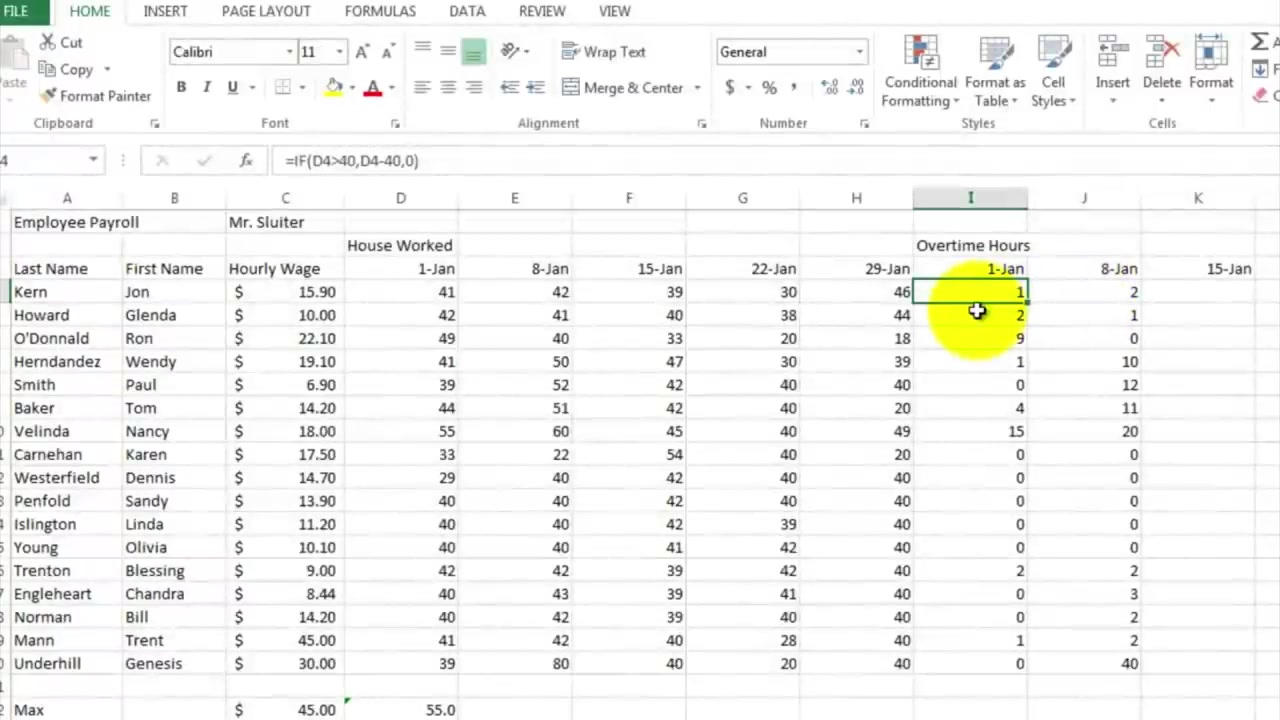 FILE HOME INSERT PAGE LAYOUT FORMULAS DATA REVIEW VIEW
Cut
Copy
Format Painter
Clipboard
Calibri 11
B I U
Font
Wrap Text
Merge & Center
Alignment
General
$ % ,
Number
Conditional Formatting
Format as Table
Cell Styles
Styles
Insert Delete Format
Cells
4 fx =IF(D4>40,D4-40,0)
A B C D E F G H I J K
Employee Payroll Mr. Sluiter
House Worked Overtime Hours
Last Name First Name Hourly Wage 1-Jan 8-Jan 15-Jan 22-Jan 29-Jan 1-Jan 8-Jan 15-Jan
Kern Jon $ 15.90 41 42 39 30 46 1 2
Howard Glenda $ 10.00 42 41 40 38 44 2 1
O'Donnald Ron $ 22.10 49 40 33 20 18 9 0
Herndandez Wendy $ 19.10 41 50 47 30 39 1 10
Smith Paul $ 6.90 39 52 42 40 40 0 12
Baker Tom $ 14.20 44 51 42 40 20 4 11
Velinda Nancy $ 18.00 55 60 45 40 49 15 20
Carnehan Karen $ 17.50 33 22 54 40 20 0 0
Westerfield Dennis $ 14.70 29 40 42 40 40 0 0
Penfold Sandy $ 13.90 40 40 42 40 40 0 0
Islington Linda $ 11.20 40 40 42 39 40 0 0
Young Olivia $ 10.10 40 40 41 42 40 0 0
Trenton Blessing $ 9.00 42 42 39 42 40 2 2
Engleheart Chandra $ 8.44 40 43 39 41 40 0 3
Norman Bill $ 14.20 40 42 39 40 40 0 2
Mann Trent $ 45.00 41 42 40 28 40 1 2
Underhill Genesis $ 30.00 39 80 40 20 40 0 40
Max $ 45.00 55.0